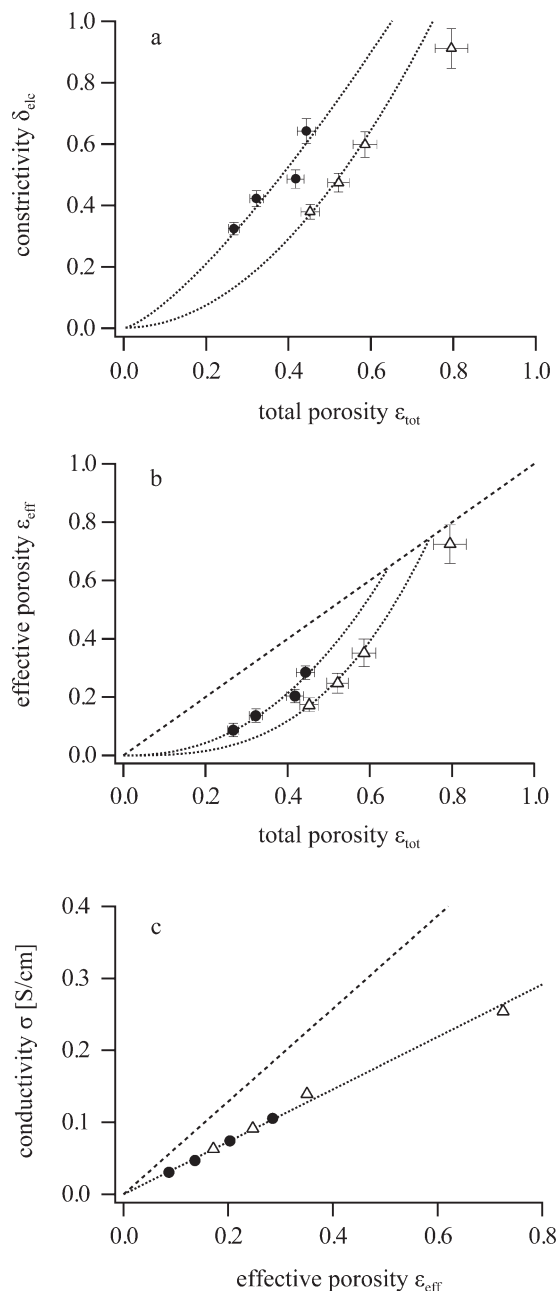 a
constrictivity δelc
1.0
0.8
0.6
0.4
0.2
0.0
0.0 0.2 0.4 0.6 0.8 1.0
total porosity εtot
b
effective porosity εeff
1.0
0.8
0.6
0.4
0.2
0.0
0.0 0.2 0.4 0.6 0.8 1.0
total porosity εtot
c
conductivity σ [S/cm]
0.4
0.3
0.2
0.1
0.0
0.0 0.2 0.4 0.6 0.8
effective porosity εeff